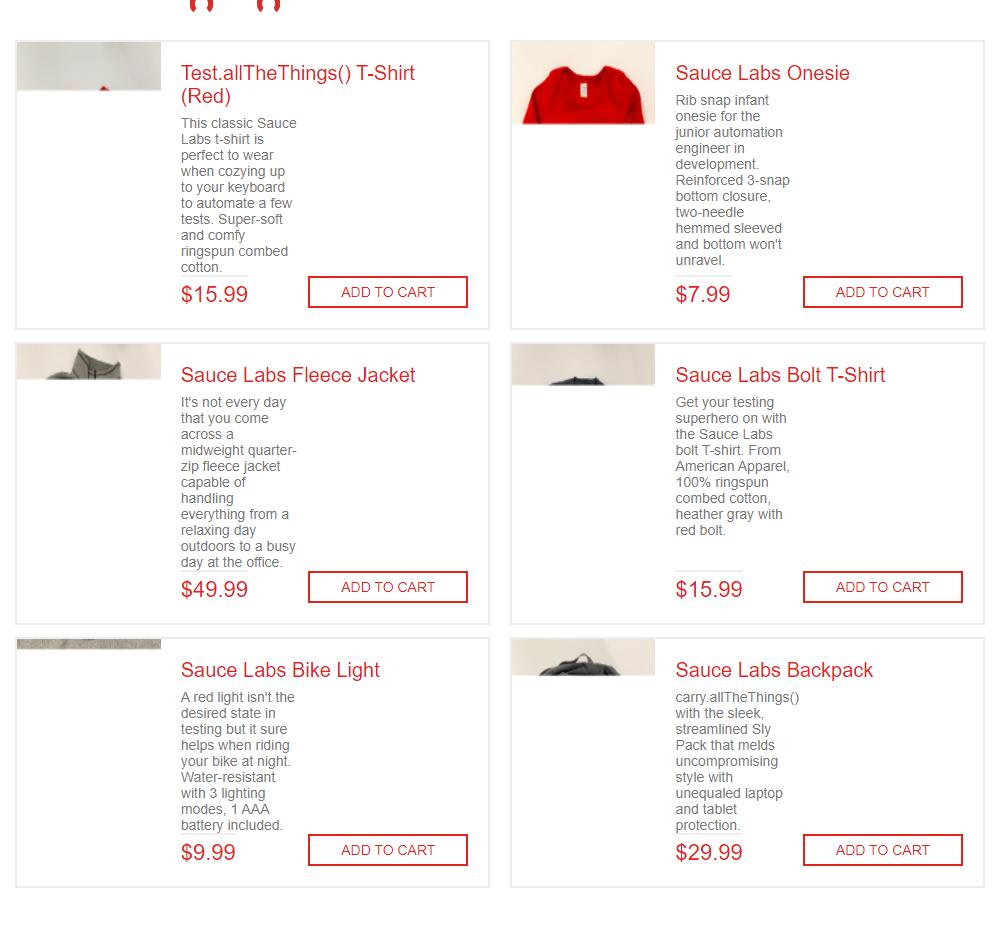 Test.allTheThings() T-Shirt
(Red)
This classic Sauce
Labs t-shirt is
perfect to wear
when cozying up
to your keyboard
to automate a few
tests. Super-soft
and comfy
ringspun combed
cotton.
$15.99
ADD TO CART
Sauce Labs Onesie
Rib snap infant
onesie for the
junior automation
engineer in
development.
Reinforced 3-snap
bottom closure,
two-needle
hemmed sleeved
and bottom won't
unravel.
$7.99
ADD TO CART
Sauce Labs Fleece Jacket
It's not every day
that you come
across a
midweight quarter-
zip fleece jacket
capable of
handling
everything from a
relaxing day
outdoors to a busy
day at the office.
$49.99
ADD TO CART
Sauce Labs Bolt T-Shirt
Get your testing
superhero on with
the Sauce Labs
bolt T-shirt. From
American Apparel,
100% ringspun
combed cotton,
heather gray with
red bolt.
$15.99
ADD TO CART
Sauce Labs Bike Light
A red light isn't the
desired state in
testing but it sure
helps when riding
your bike at night.
Water-resistant
with 3 lighting
modes, 1 AAA
battery included.
$9.99
ADD TO CART
Sauce Labs Backpack
carry.allTheThings()
with the sleek,
streamlined Sly
Pack that melds
uncompromising
style with
unequaled laptop
and tablet
protection.
$29.99
ADD TO CART